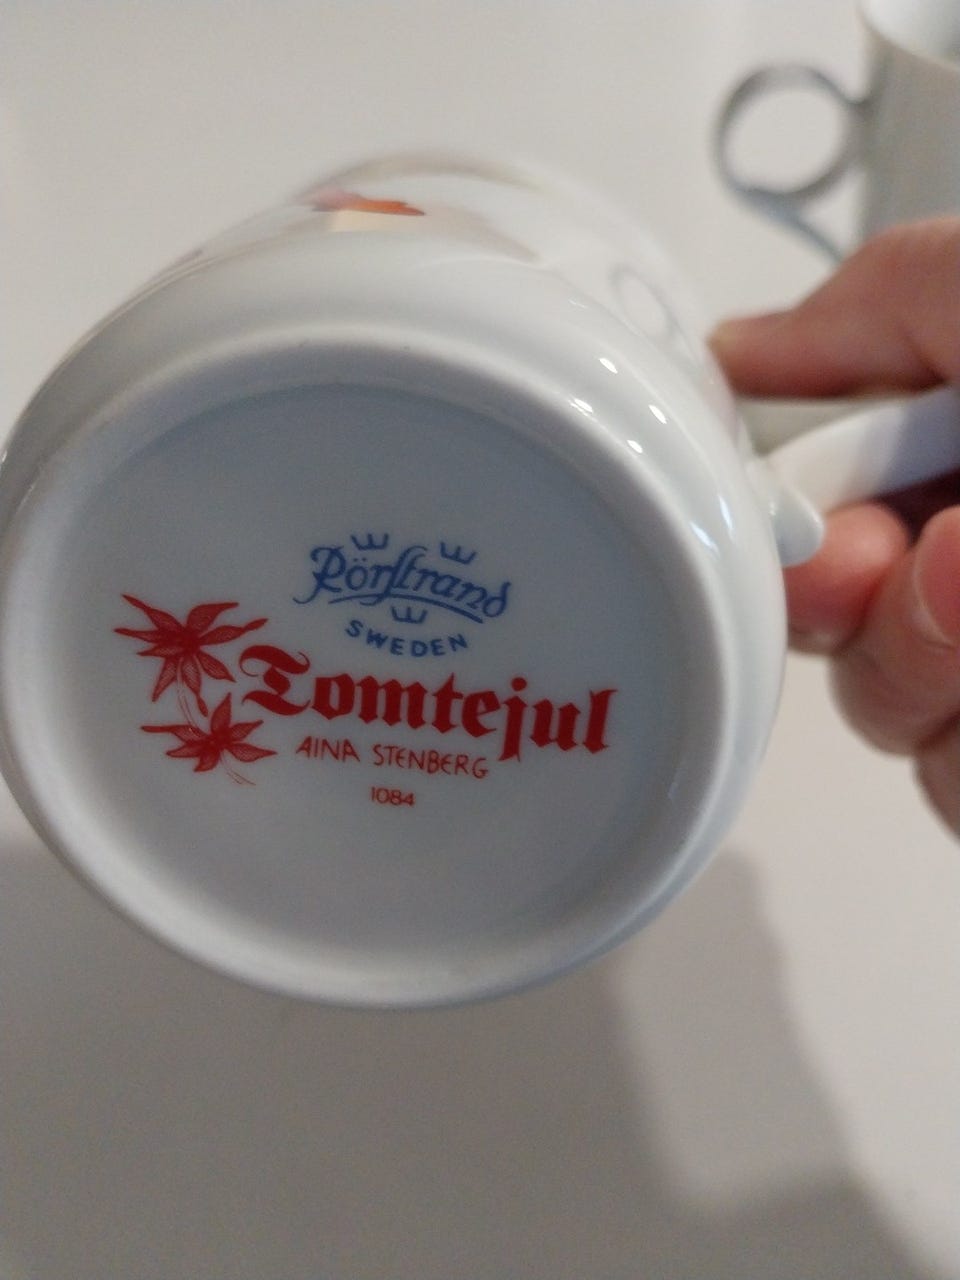 Rörstrand
SWEDEN
Tomtejul
AINA STENBERG
1084